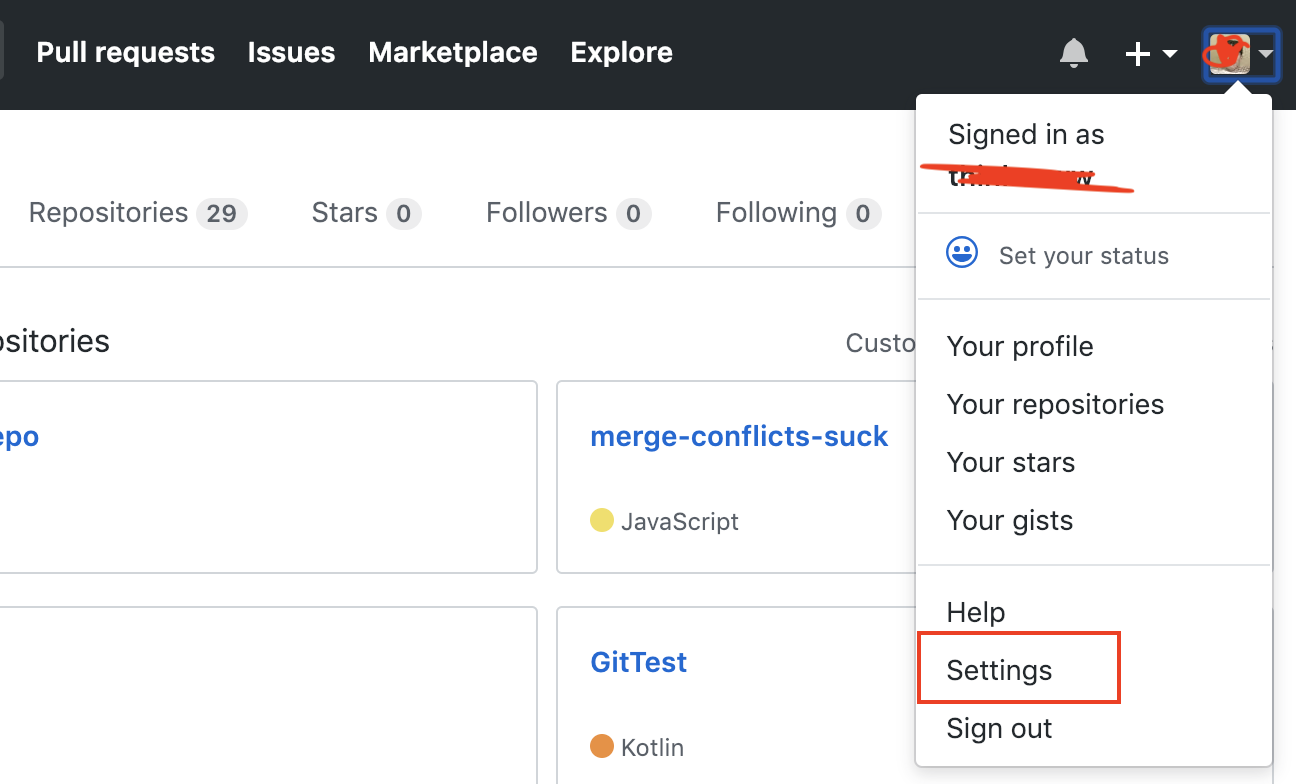 Pull requests Issues Marketplace Explore
Signed in as
Repositories 29 Stars 0 Followers 0 Following 0
Set your status
ositories
Custo
Your profile
Your repositories
epo
merge-conflicts-suck
Your stars
JavaScript
Your gists
Help
GitTest
Settings
Kotlin
Sign out